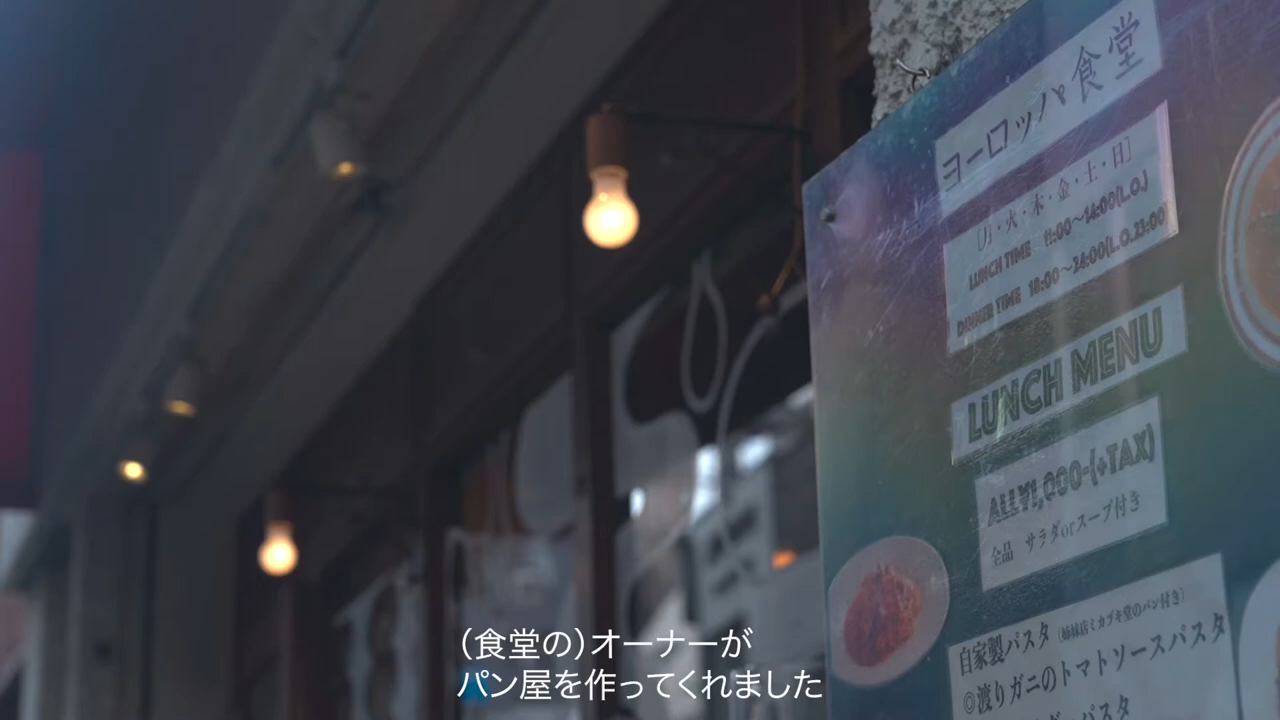 ヨーロッパ食堂
[月・火・木・金・土・日]
LUNCH TIME 11:00〜14:00(L.O.)
DINNER TIME 18:00〜24:00(L.O.23:00)
LUNCH MENU
ALL¥1,000-(+TAX)
全品 サラダorスープ付き
自家製パスタ(姉妹店ミカヅキ堂のパン付き)
◎渡りガニのトマトソースパスタ
パスタ
(食堂の)オーナーが
パン屋を作ってくれました